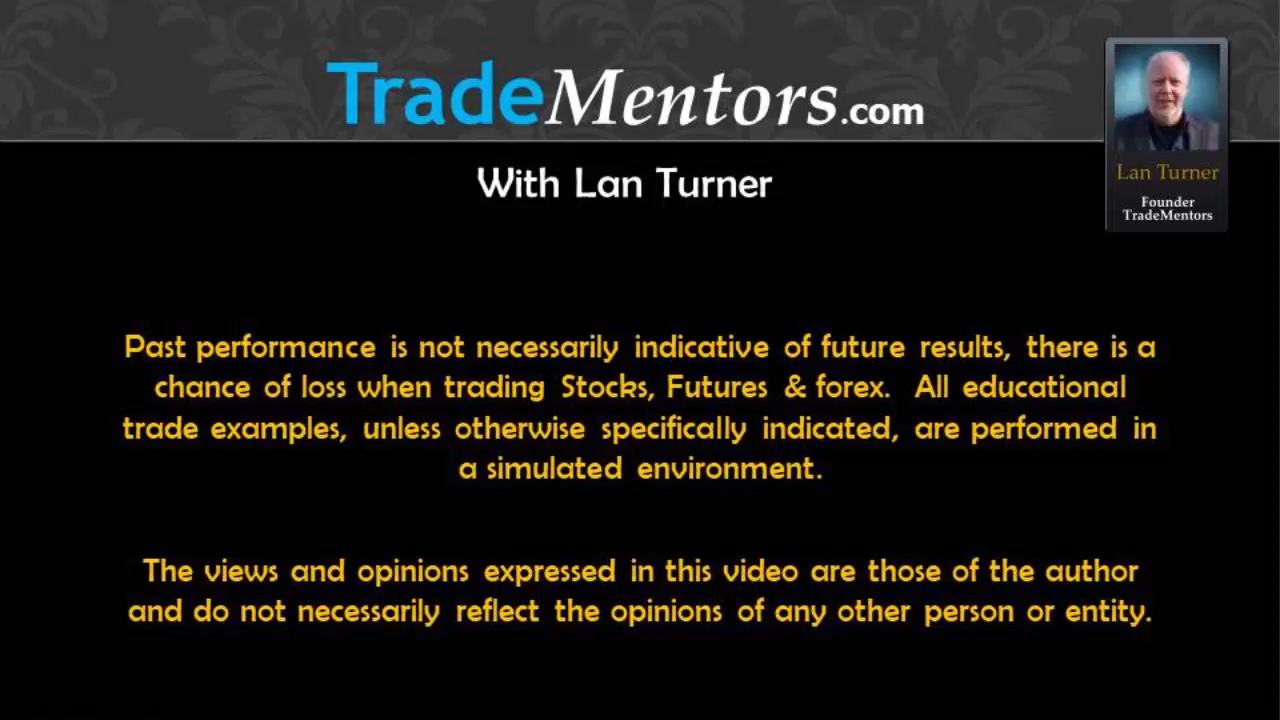 TradeMentors.com
With Lan Turner
Lan Turner
Founder
TradeMentors
Past performance is not necessarily indicative of future results, there is a
chance of loss when trading Stocks, Futures & forex. All educational
trade examples, unless otherwise specifically indicated, are performed in
a simulated environment.
The views and opinions expressed in this video are those of the author
and do not necessarily reflect the opinions of any other person or entity.